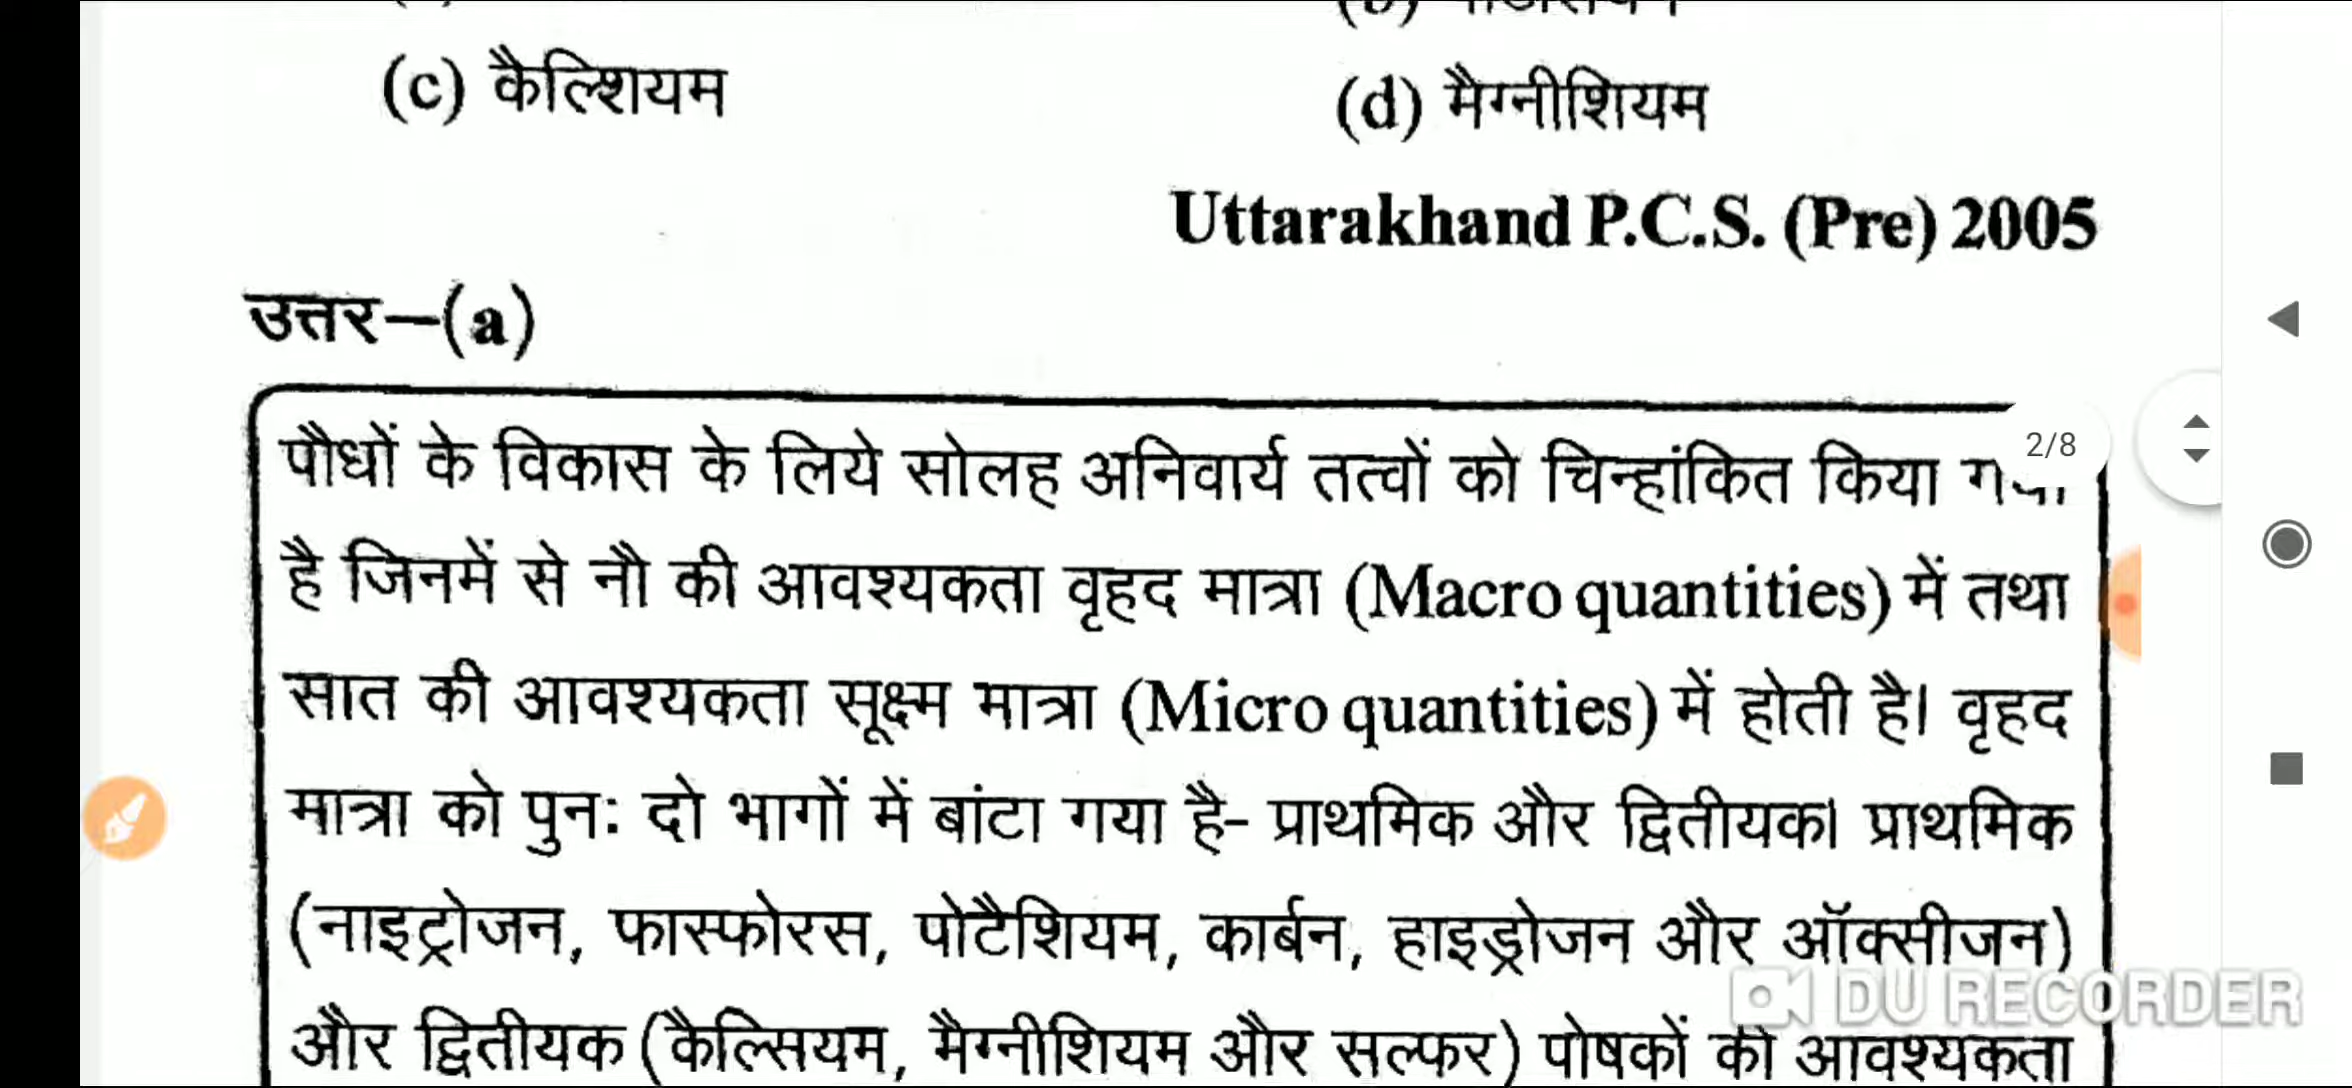 (c) कैल्शियम
(d) मैग्नीशियम
Uttarakhand P.C.S. (Pre) 2005
उत्तर–(a)
2/8
पौधों के विकास के लिये सोलह अनिवार्य तत्वों को चिन्हांकित किया
है जिनमें से नौ की आवश्यकता वृहद मात्रा (Macro quantities) में तथा
सात की आवश्यकता सूक्ष्म मात्रा (Micro quantities) में होती है। वृहद
मात्रा को पुनः दो भागों में बांटा गया है- प्राथमिक और द्वितीयक। प्राथमिक
(नाइट्रोजन, फास्फोरस, पोटैशियम, कार्बन, हाइड्रोजन और ऑक्सीजन)
और द्वितीयक (कैल्सियम, मैग्नीशियम और सल्फर) पोषकों की आवश्यकता
DU RECORDER